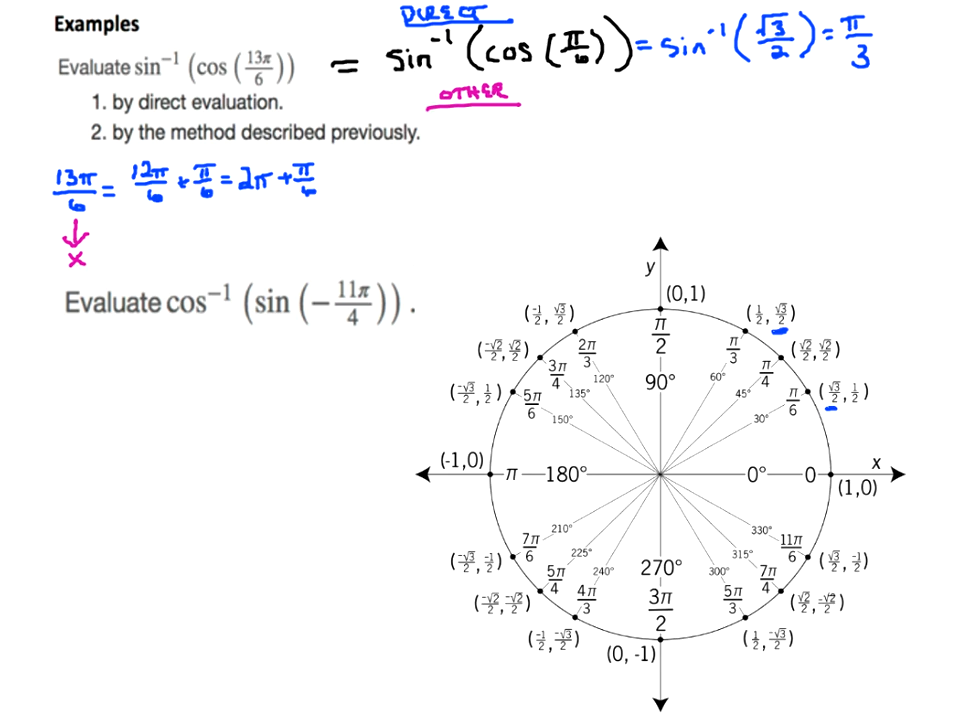 Examples
DIRECT
Evaluate sin⁻¹ (cos (13π/6)) = sin⁻¹ (cos (π/6)) = sin⁻¹ (√3/2) = π/3
OTHER
1. by direct evaluation.
2. by the method described previously.
13π/6 = 12π/6 + π/6 = 2π + π/6
↓
x
Evaluate cos⁻¹ (sin (−11π/4)).
y
(0,1)
(-1/2, √3/2) (1/2, √3/2)
π/2
2π/3 π/3
(-√2/2, √2/2) (√2/2, √2/2)
3π/4 π/4
120° 90° 60°
135° 45°
(-√3/2, 1/2) (√3/2, 1/2)
5π/6 π/6
150° 30°
(-1,0) x
π 180° 0° 0
(1,0)
210° 330°
7π/6 11π/6
(-√3/2, -1/2) (√3/2, -1/2)
225° 315°
240° 270° 300°
5π/4 7π/4
4π/3 3π/2 5π/3
(-√2/2, -√2/2) (√2/2, -√2/2)
(-1/2, -√3/2) (1/2, -√3/2)
(0, -1)